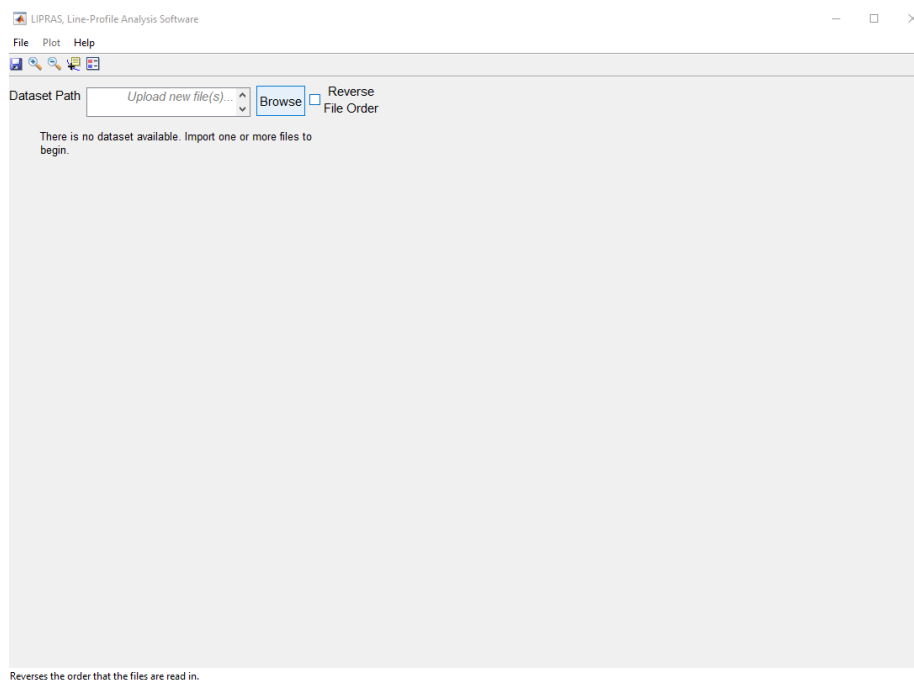 LIPRAS, Line-Profile Analysis Software
File Plot Help
Dataset Path
Upload new file(s)...
Browse
Reverse
File Order
There is no dataset available. Import one or more files to
begin.
Reverses the order that the files are read in.